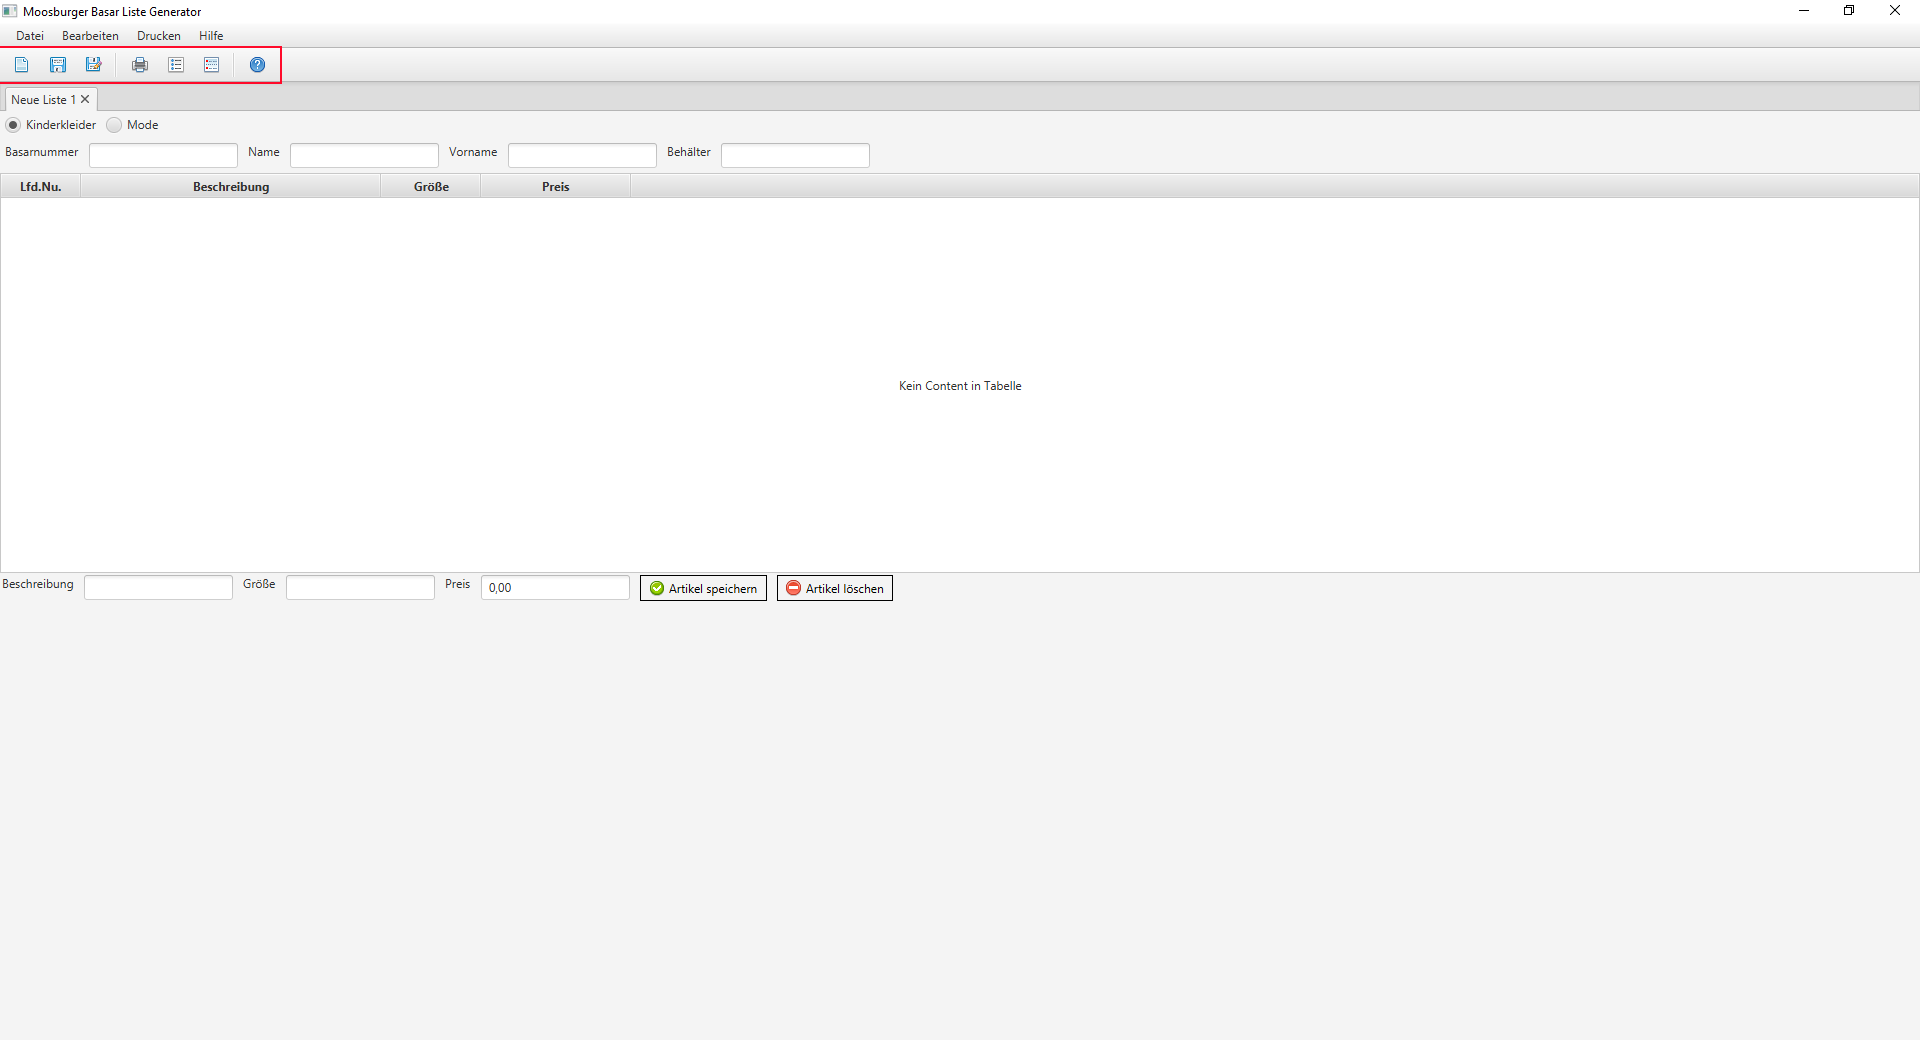 Moosburger Basar Liste Generator
Datei Bearbeiten Drucken Hilfe
?
Neue Liste 1
Kinderkleider Mode
Basarnummer Name Vorname Behälter
Lfd.Nu. Beschreibung Größe Preis
Kein Content in Tabelle
Beschreibung Größe Preis 0,00 Artikel speichern Artikel löschen